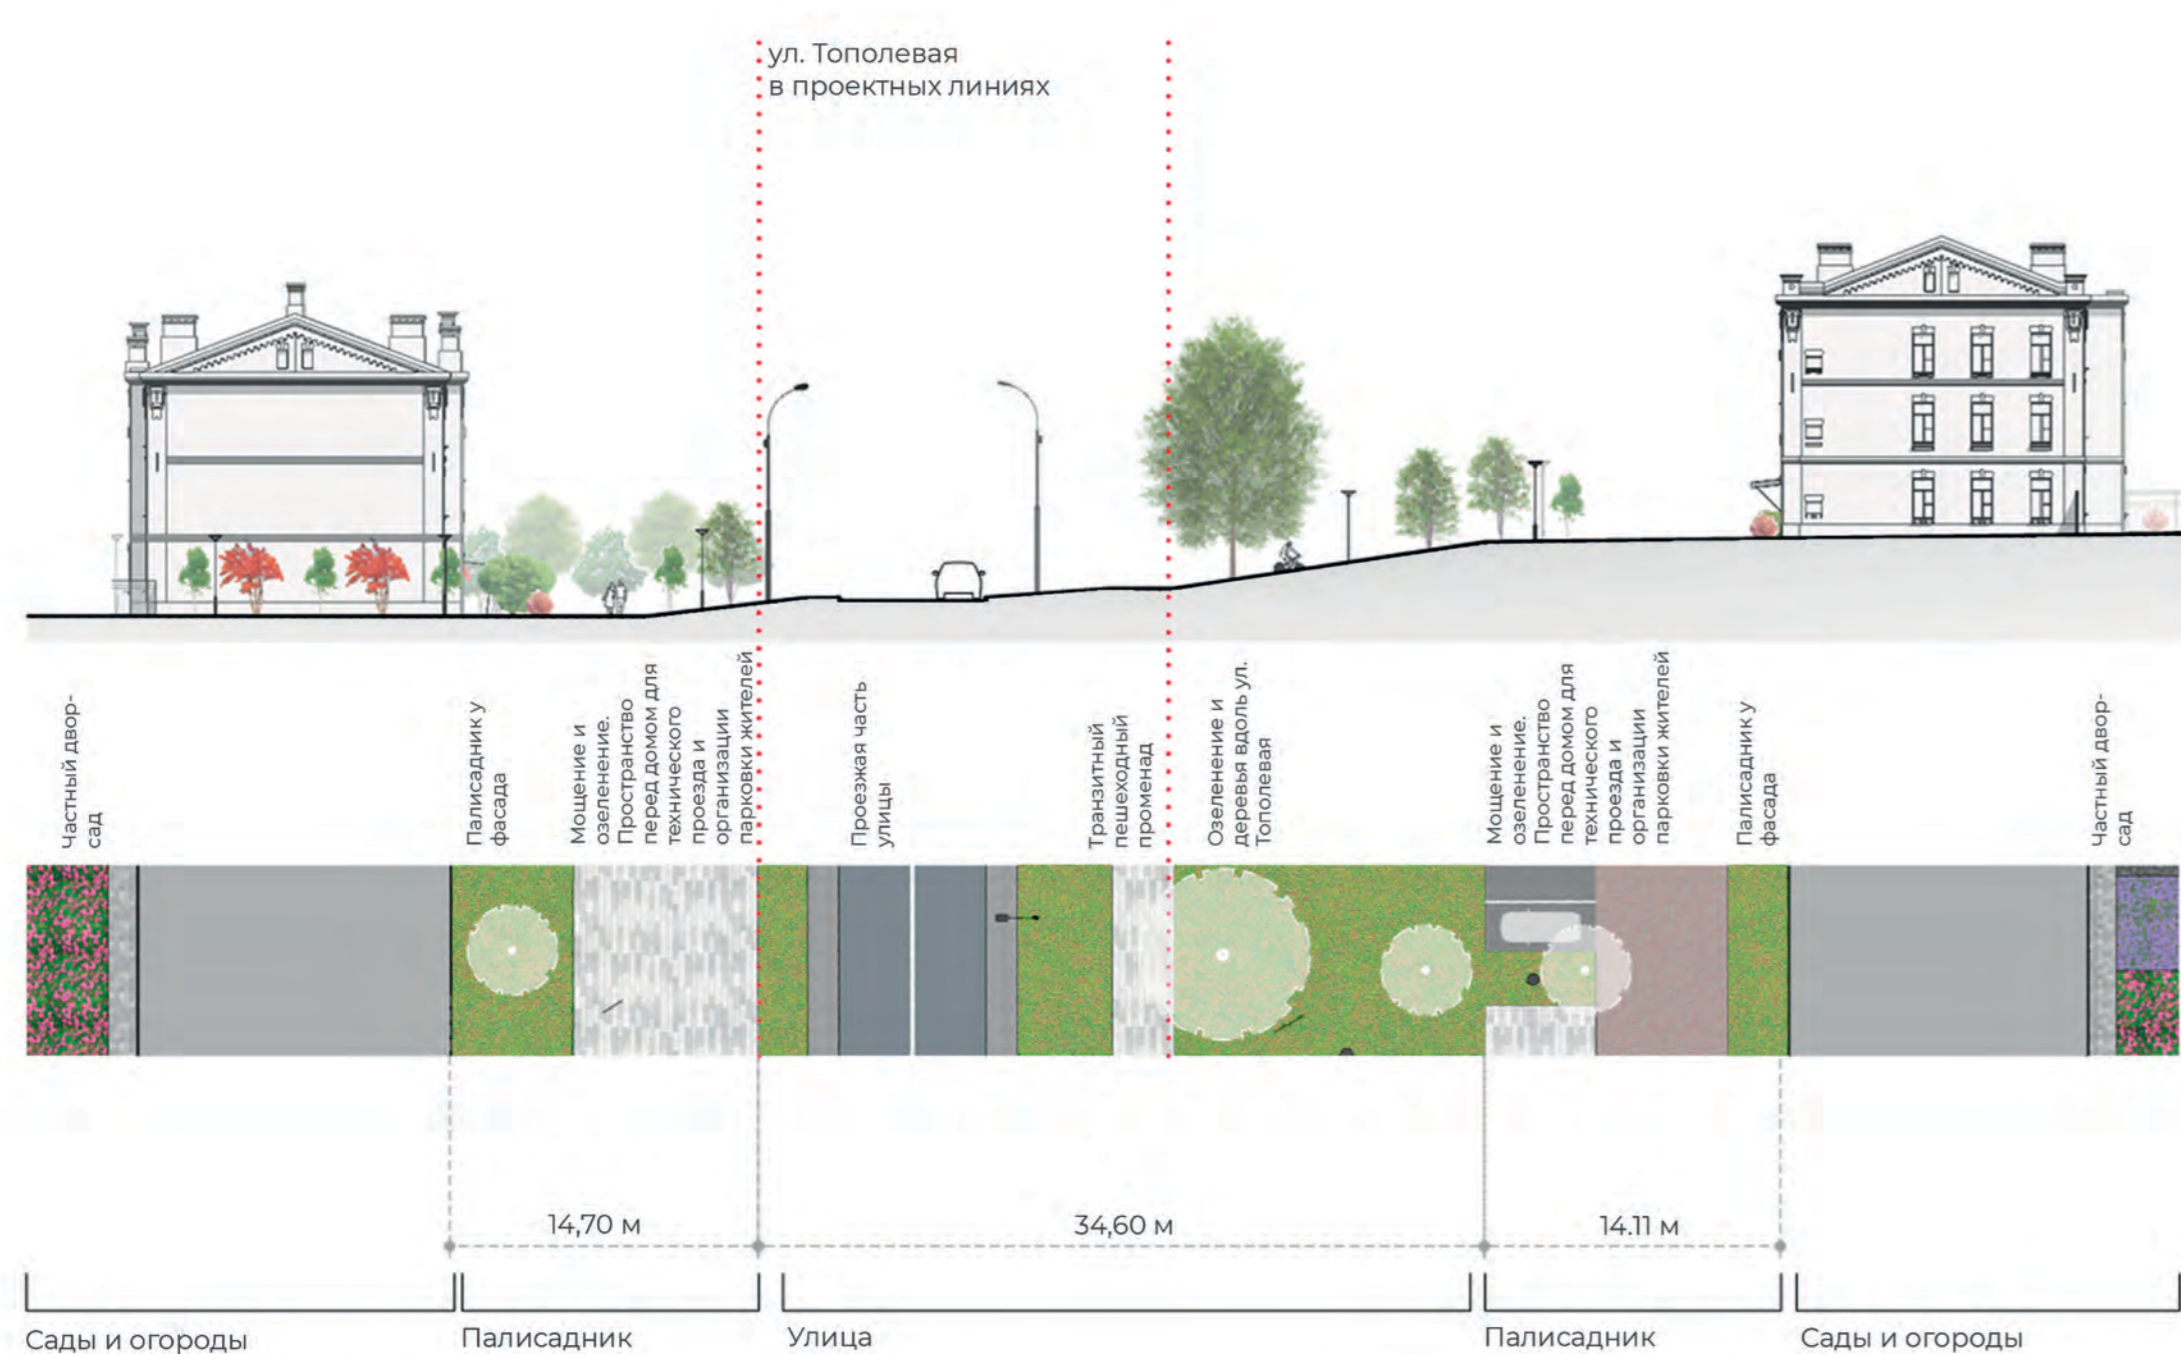 ул. Тополевая
в проектных линиях
Частный двор-
сад
Палисадник у
фасада
Мощение и
озеленение.
Пространство
перед домом для
технического
проезда и
организации
парковки жителей
Проезжая часть
улицы
Транзитный
пешеходный
променад
Озеленение и
деревья вдоль ул.
Тополевая
Мощение и
озеленение.
Пространство
перед домом для
технического
проезда и
организации
парковки жителей
Палисадник у
фасада
Частный двор-
сад
14,70 м
34,60 м
14.11 м
Сады и огороды
Палисадник
Улица
Палисадник
Сады и огороды